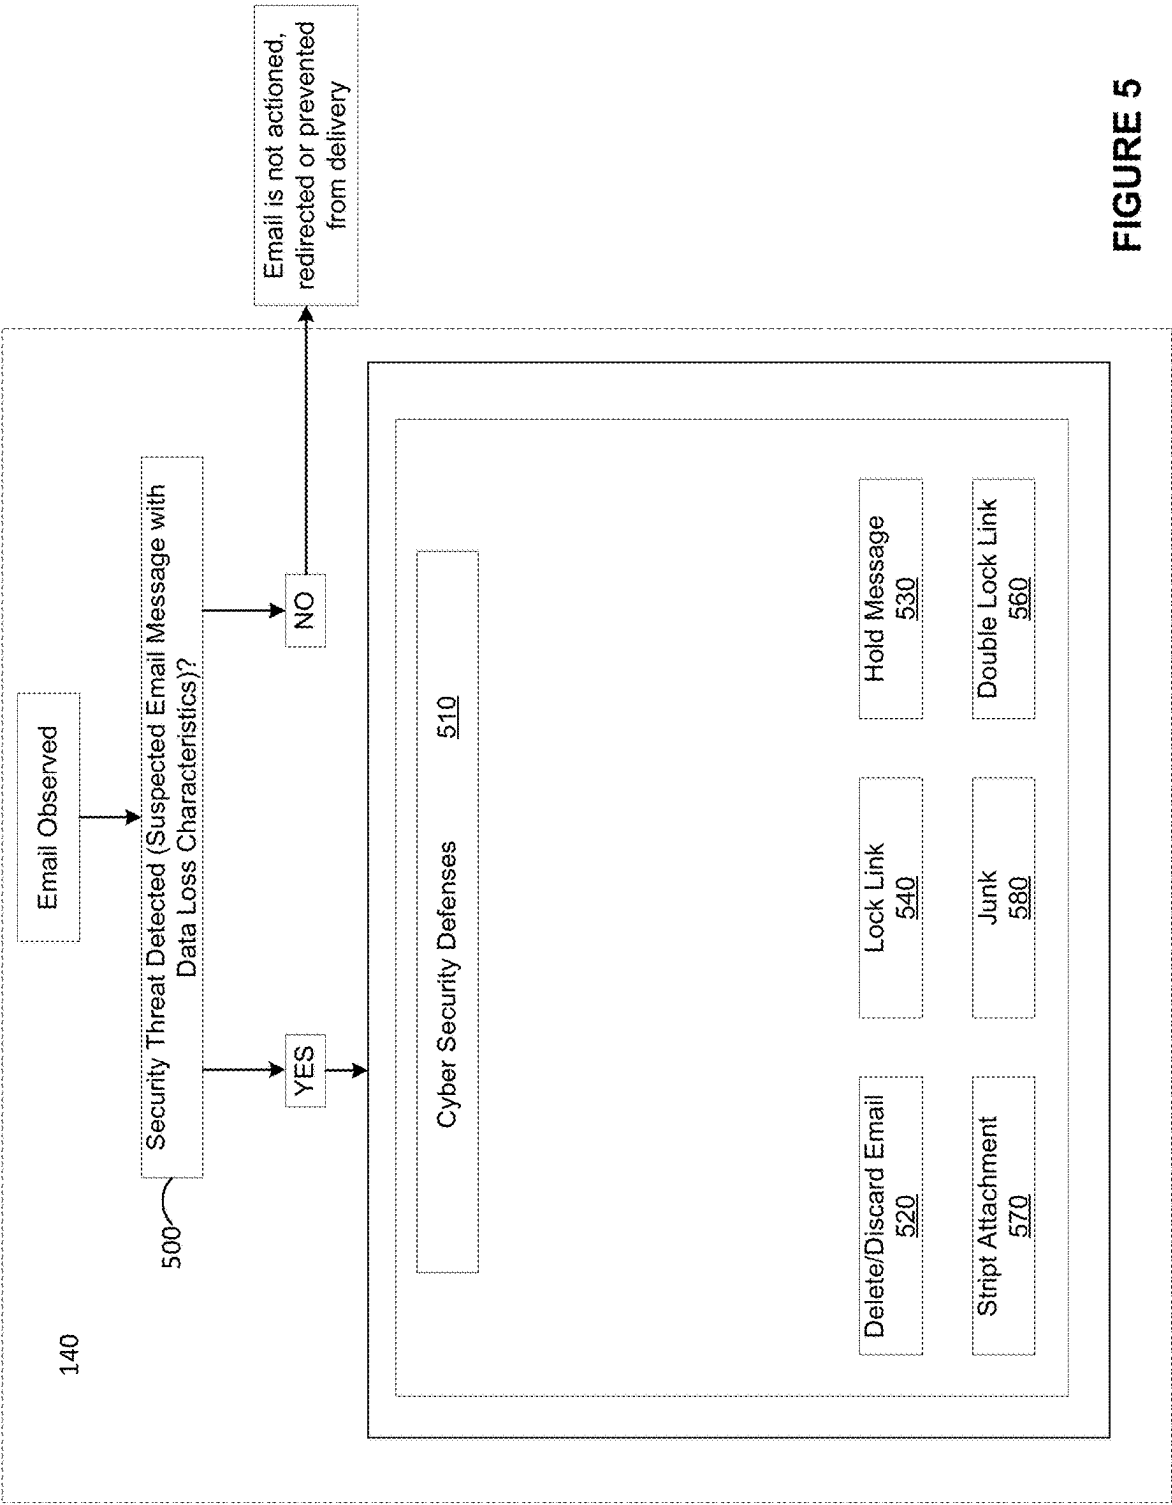 140
Email Observed
500
Security Threat Detected (Suspected Email Message with
Data Loss Characteristics)?
YES
NO
Email is not actioned,
redirected or prevented
from delivery
Cyber Security Defenses 510
Delete/Discard Email
520
Lock Link
540
Hold Message
530
Stript Attachment
570
Junk
580
Double Lock Link
560
FIGURE 5